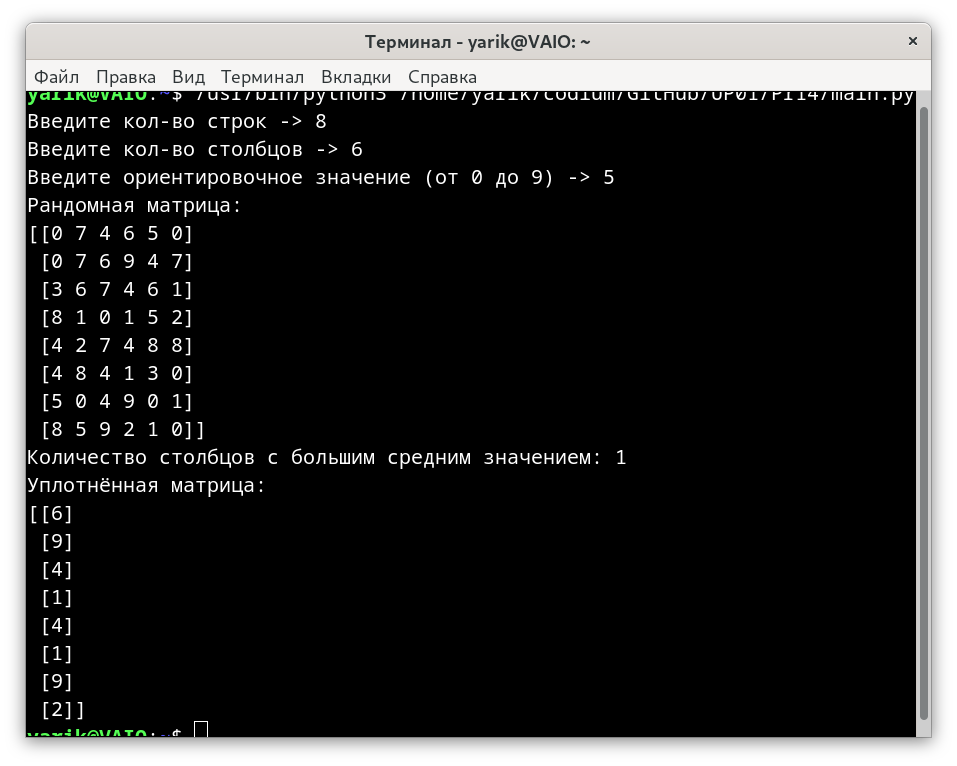 Терминал - yarik@VAIO: ~
×
Файл Правка Вид Терминал Вкладки Справка
yarik@VAIO:~$ /usr/bin/python3 /home/yarik/codium/GitHub/UP01/Pr14/main.py
Введите кол-во строк -> 8
Введите кол-во столбцов -> 6
Введите ориентировочное значение (от 0 до 9) -> 5
Рандомная матрица:
[[0 7 4 6 5 0]
[0 7 6 9 4 7]
[3 6 7 4 6 1]
[8 1 0 1 5 2]
[4 2 7 4 8 8]
[4 8 4 1 3 0]
[5 0 4 9 0 1]
[8 5 9 2 1 0]]
Количество столбцов с большим средним значением: 1
Уплотнённая матрица:
[[6]
[9]
[4]
[1]
[4]
[1]
[9]
[2]]
yarik@VAIO:~$